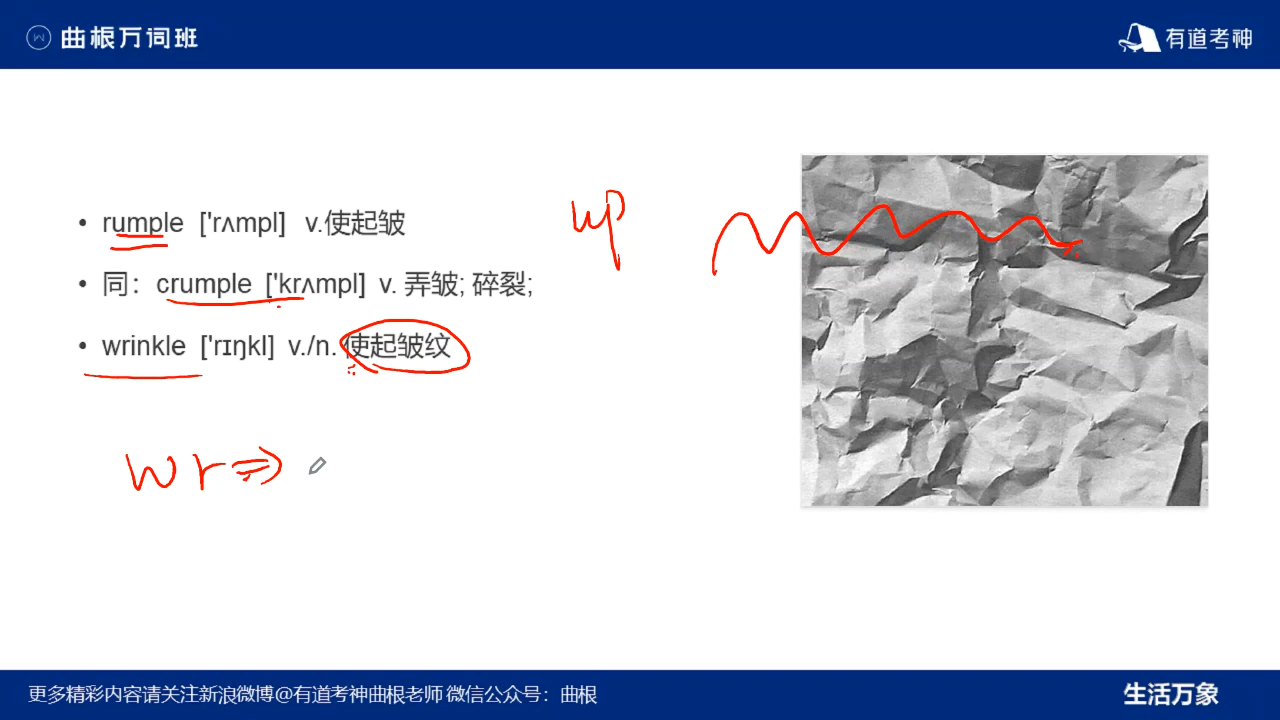 曲根万词班
有道考神
• rumple ['rʌmpl] v.使起皱
up
• 同：crumple ['krʌmpl] v. 弄皱; 碎裂;
• wrinkle ['rɪŋkl] v./n. 使起皱纹
wr⇒
更多精彩内容请关注新浪微博@有道考神曲根老师 微信公众号：曲根
生活万象